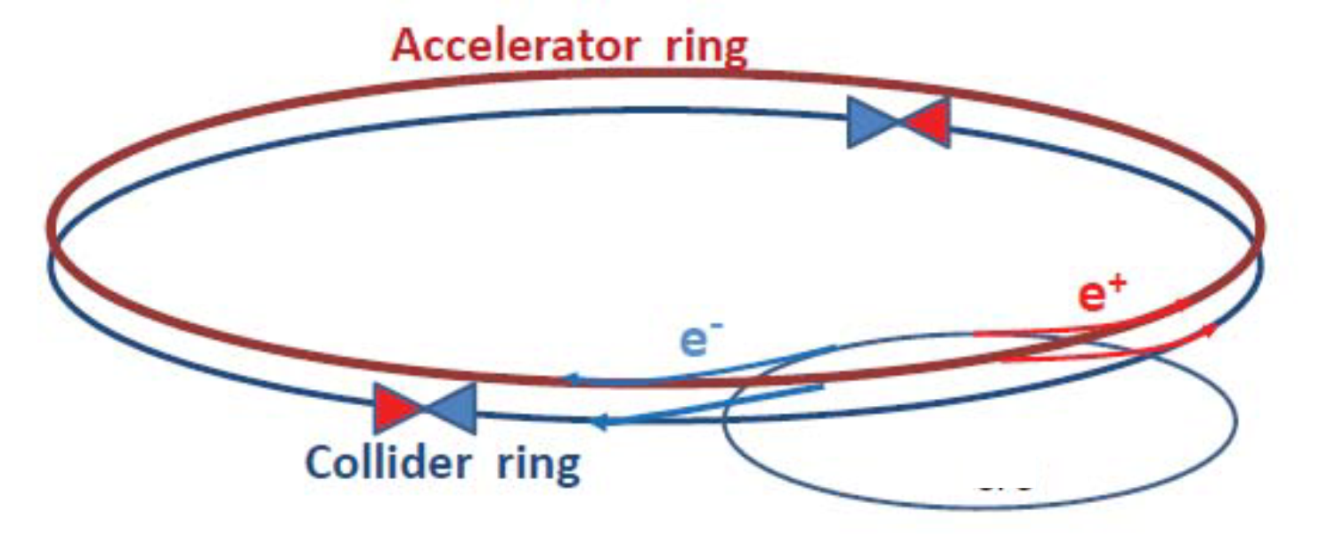 Accelerator ring
e⁺
e⁻
Collider ring